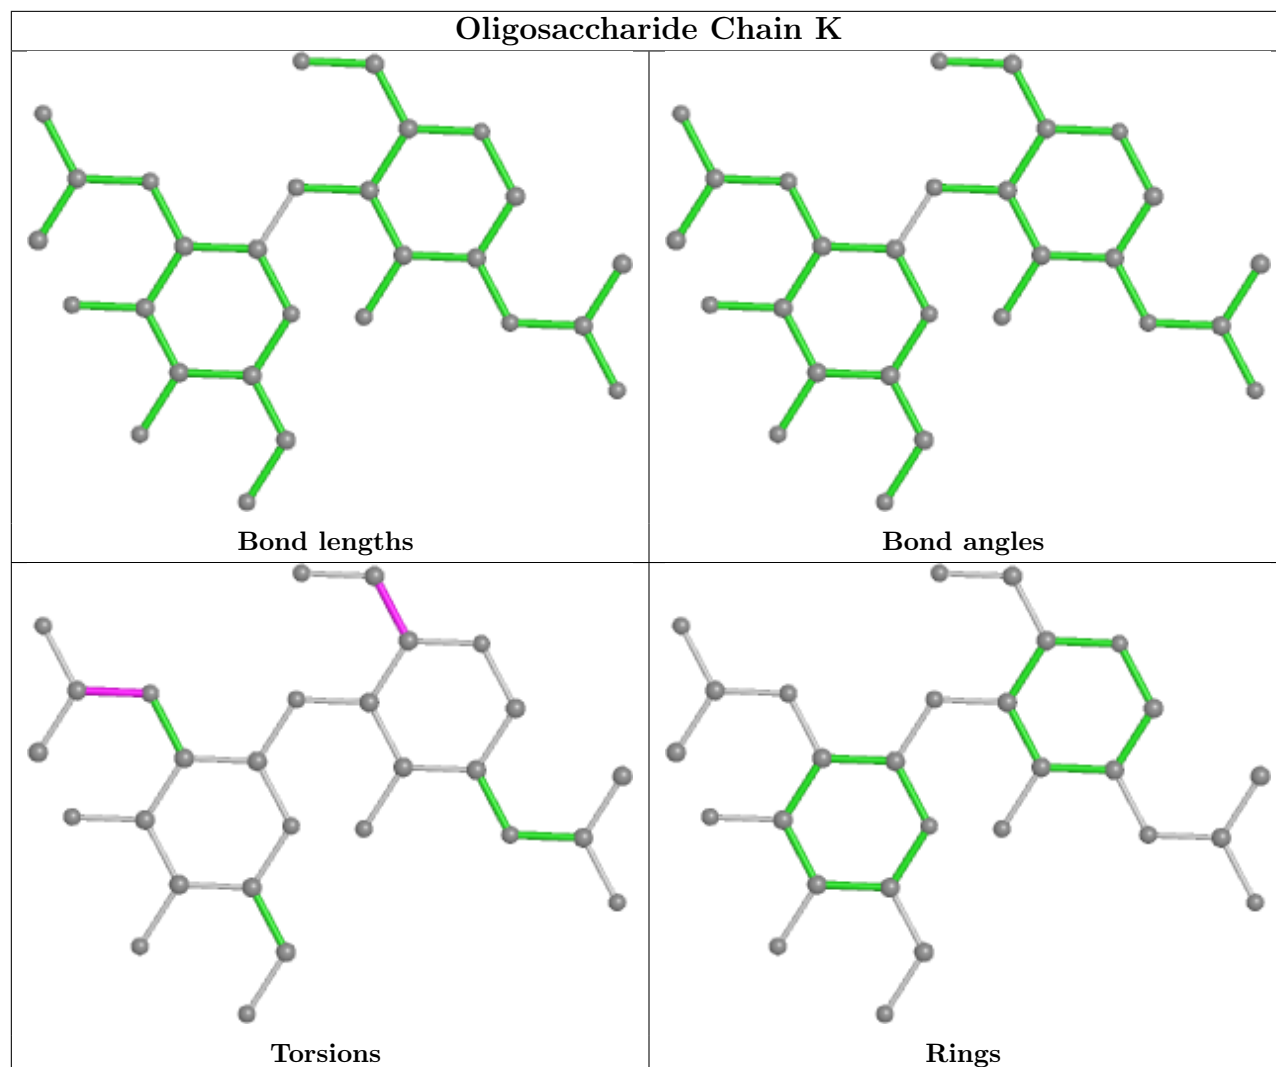 Oligosaccharide Chain K
Bond lengths
Bond angles
Torsions
Rings